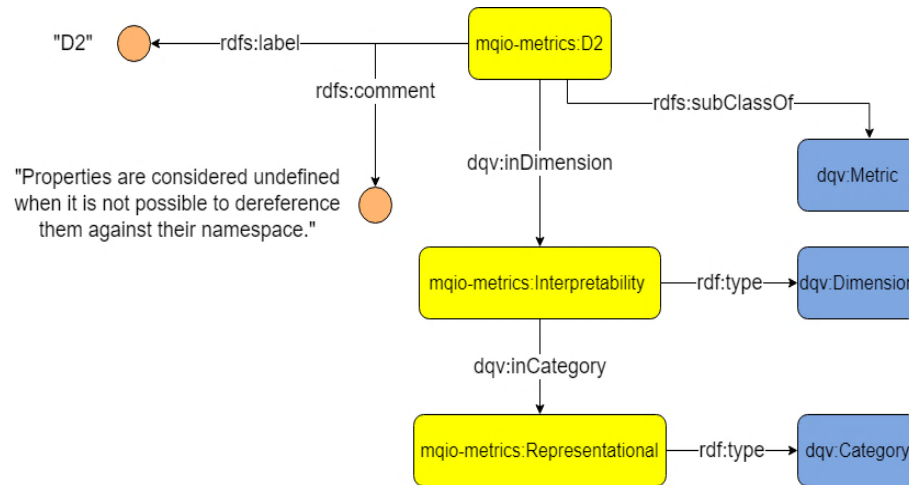 mqio-metrics:D2
"D2"
rdfs:label
rdfs:comment
rdfs:subClassOf
dqv:inDimension
dqv:Metric
"Properties are considered undefined
when it is not possible to dereference
them against their namespace."
mqio-metrics:Interpretability
rdf:type
dqv:Dimension
dqv:inCategory
mqio-metrics:Representational
rdf:type
dqv:Category